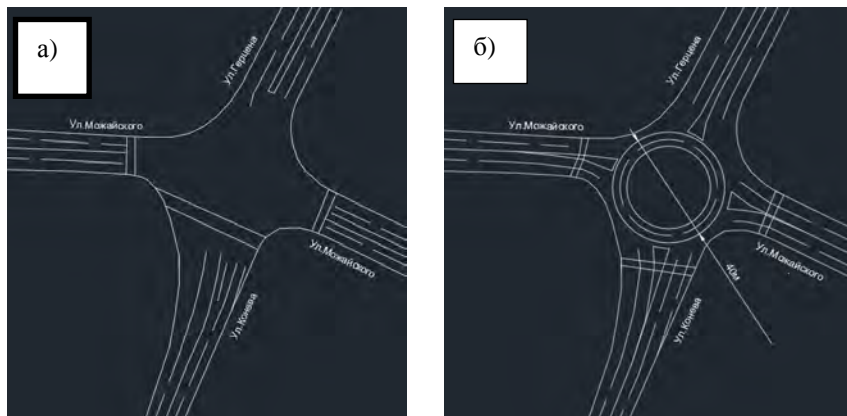 а)
Ул.Герцена
Ул.Можайского
Ул.Можайского
Ул.Конева
б)
Ул.Герцена
Ул.Можайского
Ул.Можайского
40м
Ул.Конева